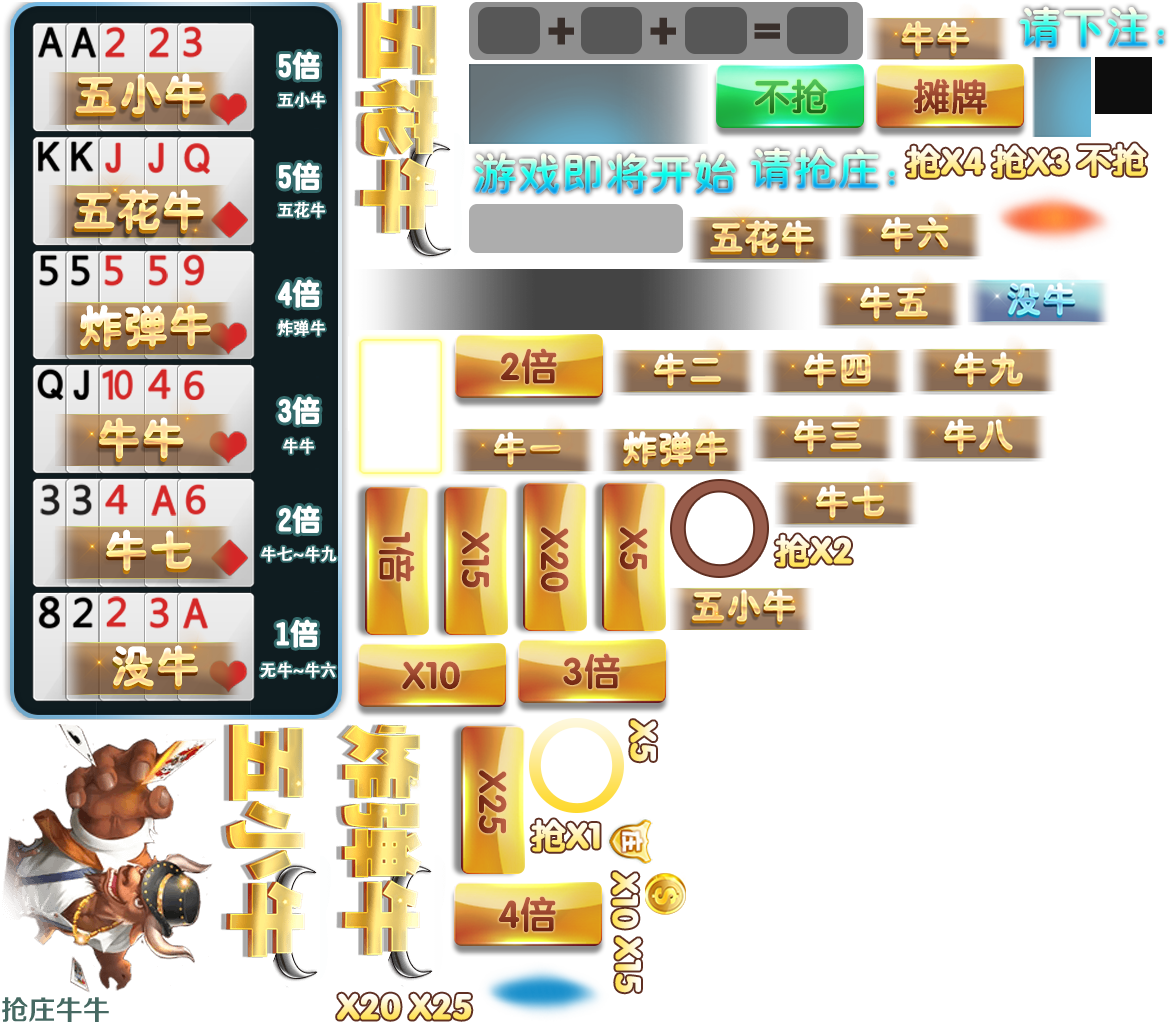 A A 2 2 3
五小牛
5倍
五小牛
K K J J Q
五花牛
5倍
五花牛
5 5 5 5 9
炸弹牛
4倍
炸弹牛
Q J 10 4 6
牛牛
3倍
牛牛
3 3 4 A 6
牛七
2倍
牛七~牛九
8 2 2 3 A
没牛
1倍
无牛~牛六
五花牛
+ + =
牛牛
请下注:
不抢
摊牌
游戏即将开始
请抢庄:
抢X4 抢X3 不抢
五花牛
牛六
牛五
没牛
2倍
牛二
牛四
牛九
牛一
炸弹牛
牛三
牛八
1倍
X15
X20
X5
牛七
抢X2
五小牛
X10
3倍
五小牛
炸弹牛
X25
X5
抢X1
庄
4倍
X10 X15
X20 X25
抢庄牛牛